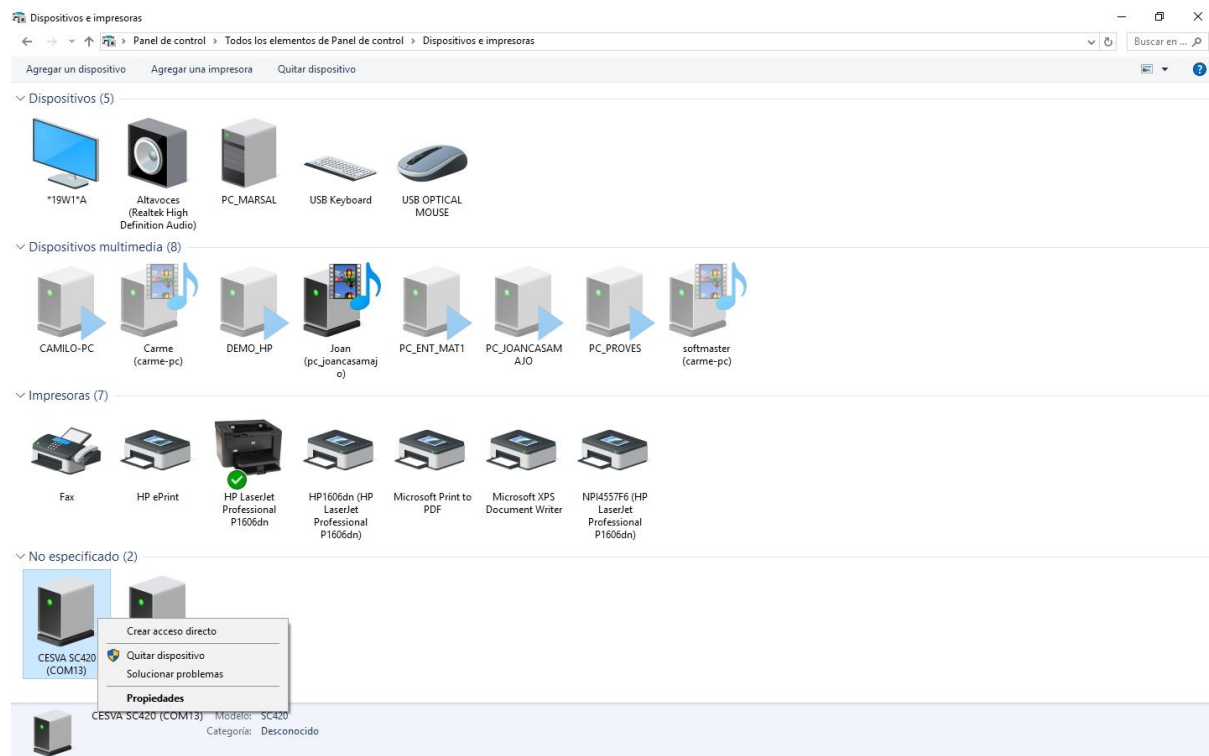 Dispositivos e impresoras
Panel de control > Todos los elementos de Panel de control > Dispositivos e impresoras
Buscar en ...
Agregar un dispositivo Agregar una impresora Quitar dispositivo
Dispositivos (5)
*19W1*A
Altavoces
(Realtek High
Definition Audio)
PC_MARSAL
USB Keyboard
USB OPTICAL
MOUSE
Dispositivos multimedia (8)
CAMILO-PC
Carme
(carme-pc)
DEMO_HP
Joan
(pc_joancasamaj
o)
PC_ENT_MAT1
PC_JOANCASAM
AJO
PC_PROVES
softmaster
(carme-pc)
Impresoras (7)
Fax
HP ePrint
HP LaserJet
Professional
P1606dn
HP1606dn (HP
LaserJet
Professional
P1606dn)
Microsoft Print to
PDF
Microsoft XPS
Document Writer
NPI4557F6 (HP
LaserJet
Professional
P1606dn)
No especificado (2)
CESVA SC420
(COM13)
Crear acceso directo
Quitar dispositivo
Solucionar problemas
Propiedades
CESVA SC420 (COM13) Modelo: SC420
Categoría: Desconocido